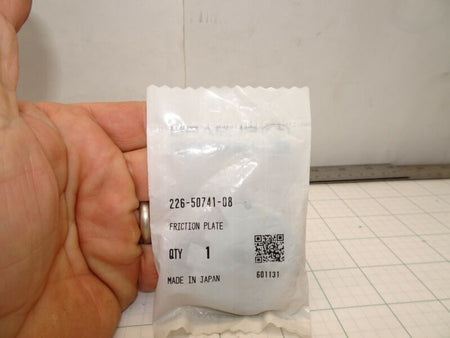 226-50741-08
FRICTION PLATE
QTY 1
MADE IN JAPAN
601131